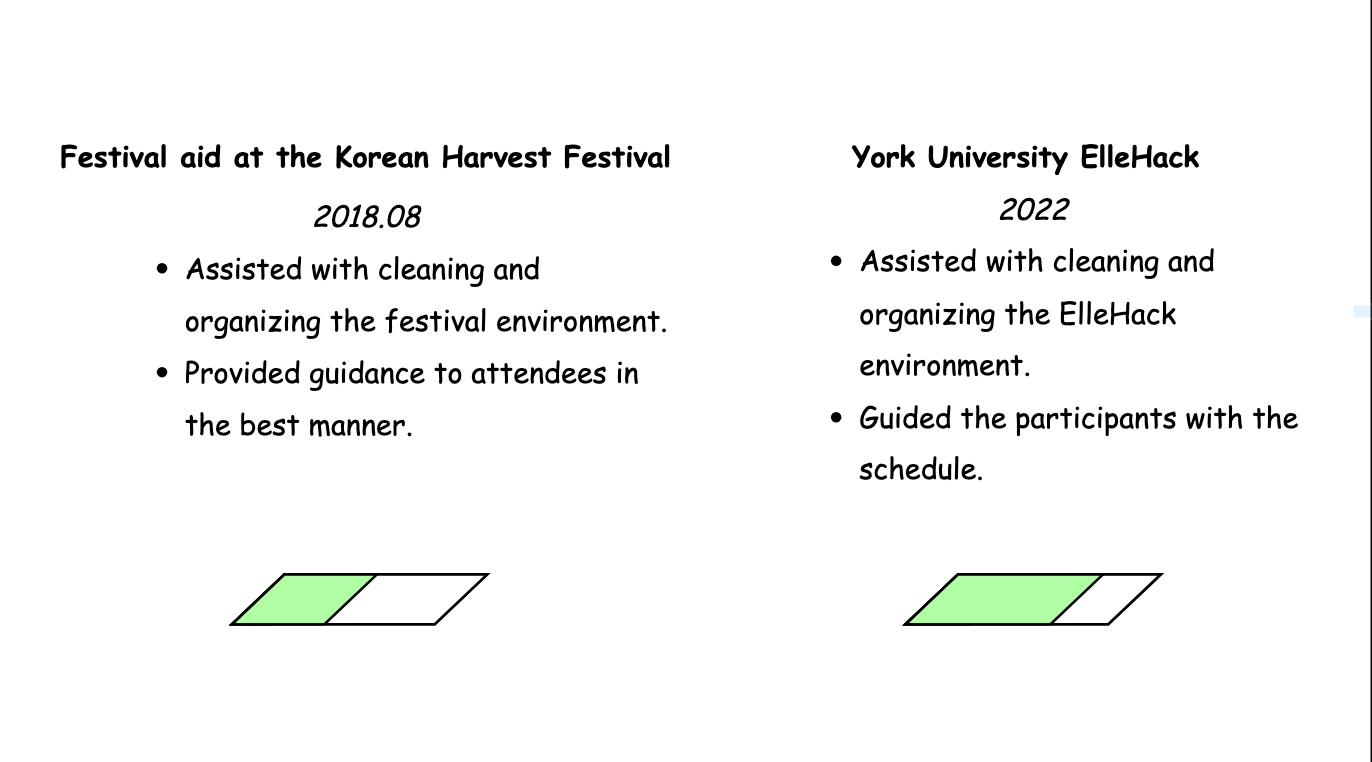 Festival aid at the Korean Harvest Festival
2018.08
• Assisted with cleaning and
organizing the festival environment.
• Provided guidance to attendees in
the best manner.
York University ElleHack
2022
• Assisted with cleaning and
organizing the ElleHack
environment.
• Guided the participants with the
schedule.